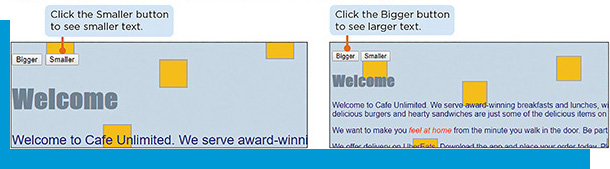 Click the Smaller button
to see smaller text.
Bigger Smaller
Welcome
Welcome to Cafe Unlimited. We serve award-winni
Click the Bigger button
to see larger text.
Bigger Smaller
Welcome
Welcome to Cafe Unlimited. We serve award-winning breakfasts and lunches, w
delicious burgers and hearty sandwiches are just some of the delicious items on
We want to make you feel at home from the minute you walk in the door. Be part
We offer delivery on UberEats. Download the app and place your order today.